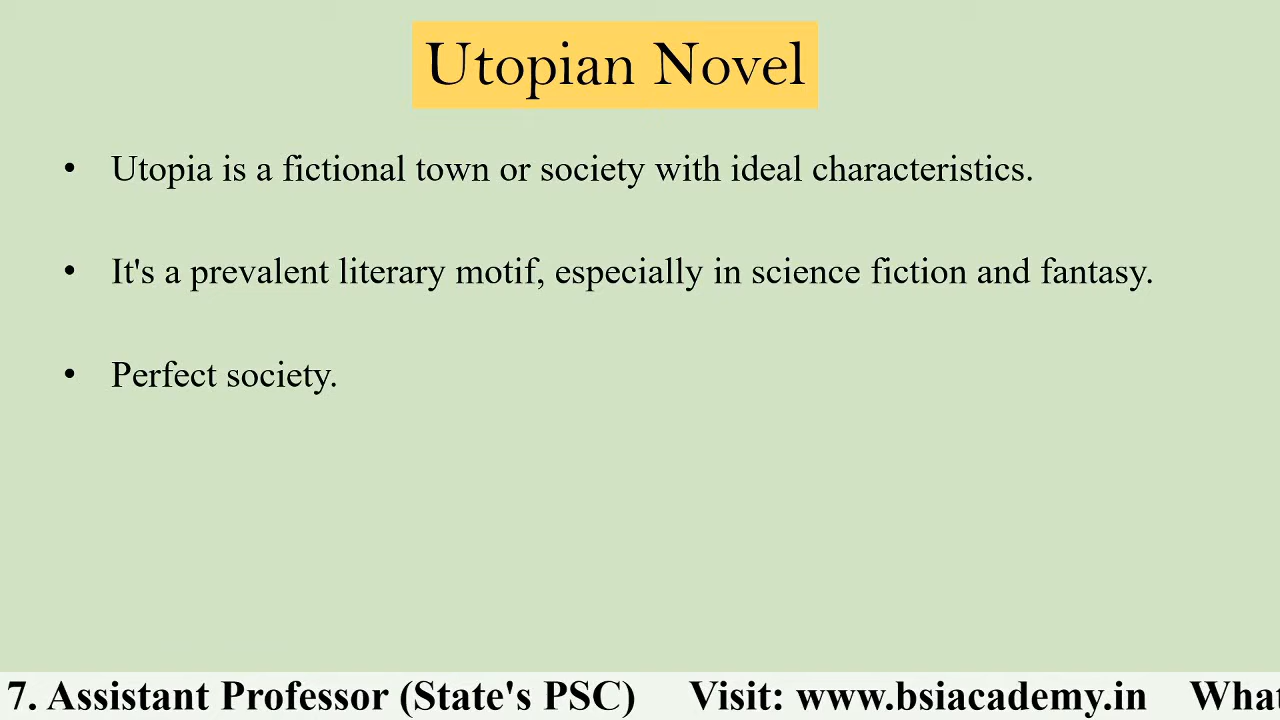 Utopian Novel
• Utopia is a fictional town or society with ideal characteristics.
• It's a prevalent literary motif, especially in science fiction and fantasy.
• Perfect society.
7. Assistant Professor (State's PSC) Visit: www.bsiacademy.in